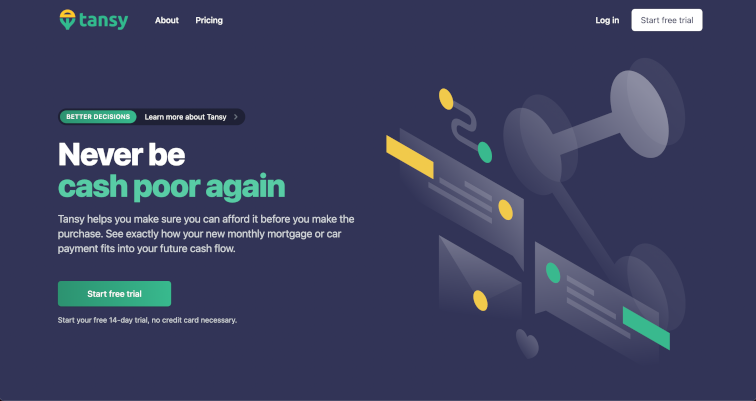 tansy
About
Pricing
Log in
Start free trial
BETTER DECISIONS
Learn more about Tansy
Never be
cash poor again
Tansy helps you make sure you can afford it before you make the
purchase. See exactly how your new monthly mortgage or car
payment fits into your future cash flow.
Start free trial
Start your free 14-day trial, no credit card necessary.